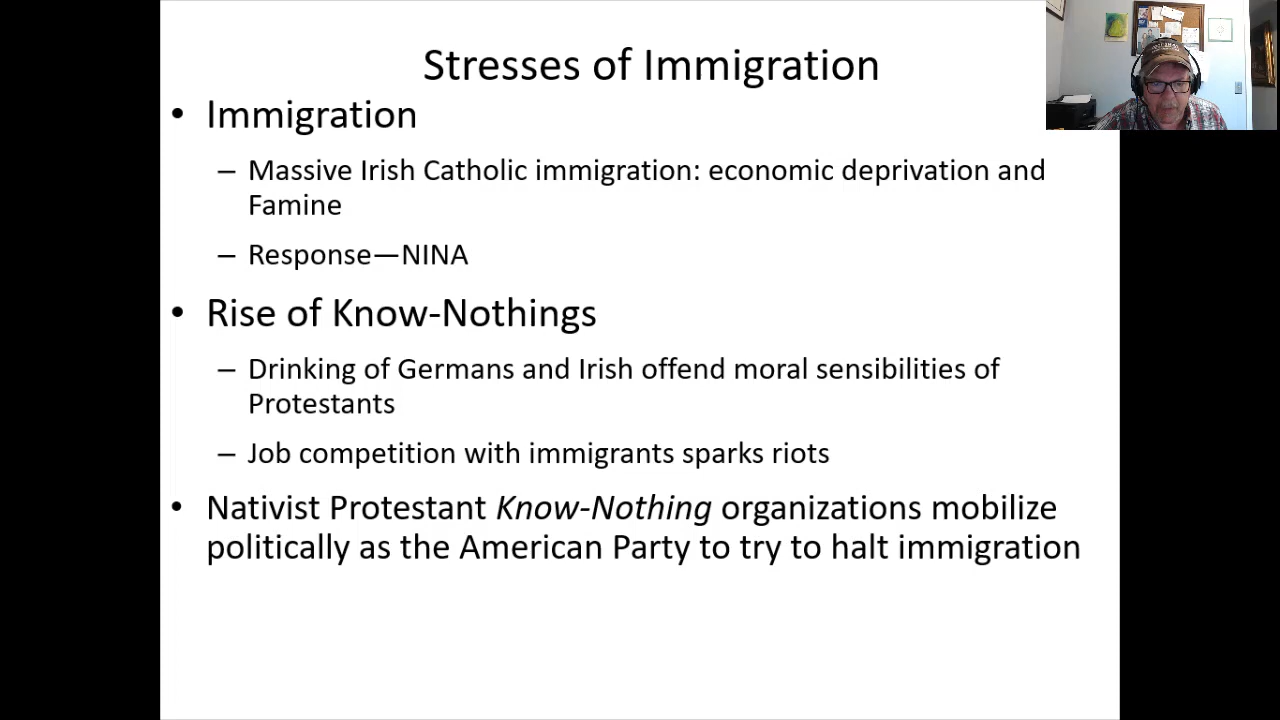 Stresses of Immigration
• Immigration
– Massive Irish Catholic immigration: economic deprivation and
Famine
– Response—NINA
• Rise of Know-Nothings
– Drinking of Germans and Irish offend moral sensibilities of
Protestants
– Job competition with immigrants sparks riots
• Nativist Protestant Know-Nothing organizations mobilize
politically as the American Party to try to halt immigration